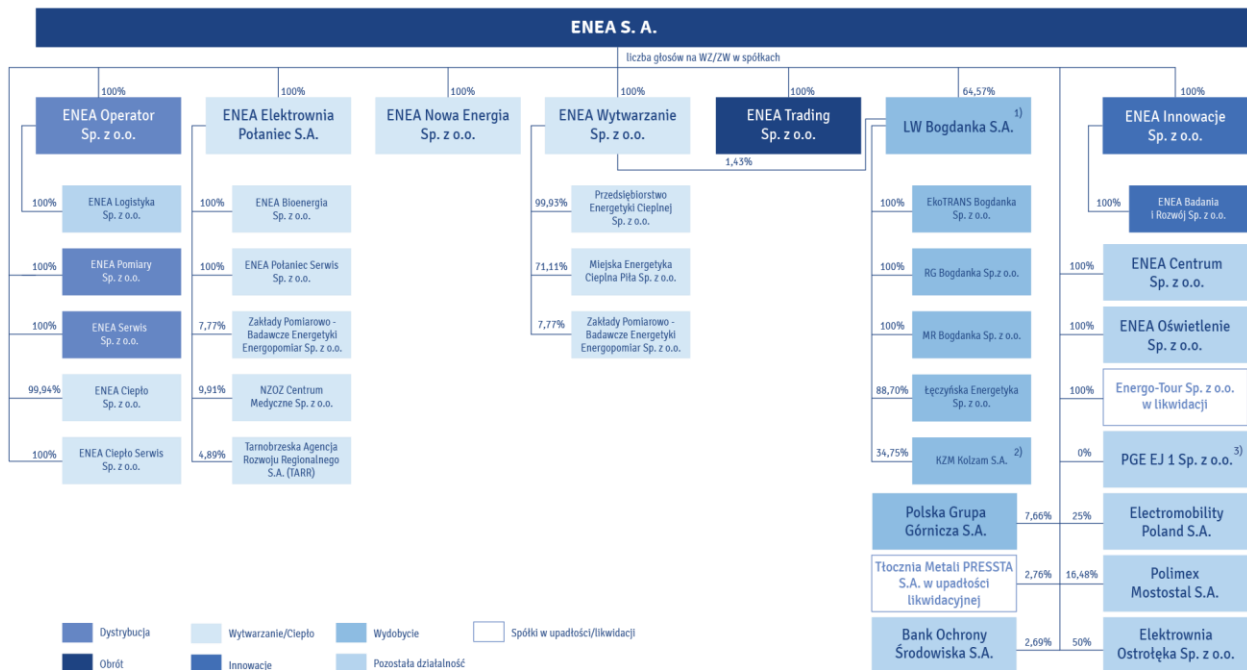 ENEA S. A.
liczba głosów na WZ/ZW w spółkach
100%
100%
100%
100%
100%
64,57%
100%
ENEA Operator
Sp. z o.o.
ENEA Elektrownia
Połaniec S.A.
ENEA Nowa Energia
Sp. z o.o.
ENEA Wytwarzanie
Sp. z o.o.
ENEA Trading
Sp. z o.o.
LW Bogdanka S.A. 1)
ENEA Innowacje
Sp. z o.o.
1,43%
100%
ENEA Logistyka
Sp. z o.o.
100%
ENEA Pomiary
Sp. z o.o.
100%
ENEA Serwis
Sp. z o.o.
99,94%
ENEA Ciepło
Sp. z o.o.
100%
ENEA Ciepło Serwis
Sp. z o.o.
100%
ENEA Bioenergia
Sp. z o.o.
100%
ENEA Połaniec Serwis
Sp. z o.o.
7,77%
Zakłady Pomiarowo -
Badawcze Energetyki
Energopomiar Sp. z o.o.
9,91%
NZOZ Centrum
Medyczne Sp. z o.o.
4,89%
Tarnobrzeska Agencja
Rozwoju Regionalnego
S.A. (TARR)
99,93%
Przedsiębiorstwo
Energetyki Cieplnej
Sp. z o.o.
71,11%
Miejska Energetyka
Cieplna Piła Sp. z o.o.
7,77%
Zakłady Pomiarowo -
Badawcze Energetyki
Energopomiar Sp. z o.o.
100%
EkoTRANS Bogdanka
Sp. z o.o.
100%
RG Bogdanka Sp.z o.o.
100%
MR Bogdanka Sp. z o.o.
88,70%
Łęczyńska Energetyka
Sp. z o.o.
34,75%
KZM Kolzam S.A. 2)
Polska Grupa
Górnicza S.A.
7,66%
Tłocznia Metali PRESSTA
S.A. w upadłości
likwidacyjnej
2,76%
Bank Ochrony
Środowiska S.A.
2,69%
100%
ENEA Badania
i Rozwój Sp. z o.o.
100%
ENEA Centrum
Sp. z o.o.
100%
ENEA Oświetlenie
Sp. z o.o.
100%
Energo-Tour Sp. z o.o.
w likwidacji
0%
PGE EJ 1 Sp. z o.o. 3)
25%
Electromobility
Poland S.A.
16,48%
Polimex
Mostostal S.A.
50%
Elektrownia
Ostrołęka Sp. z o.o.
Dystrybucja
Wytwarzanie/Ciepło
Wydobycie
Spółki w upadłości/likwidacji
Obrót
Innowacje
Pozostała działalność